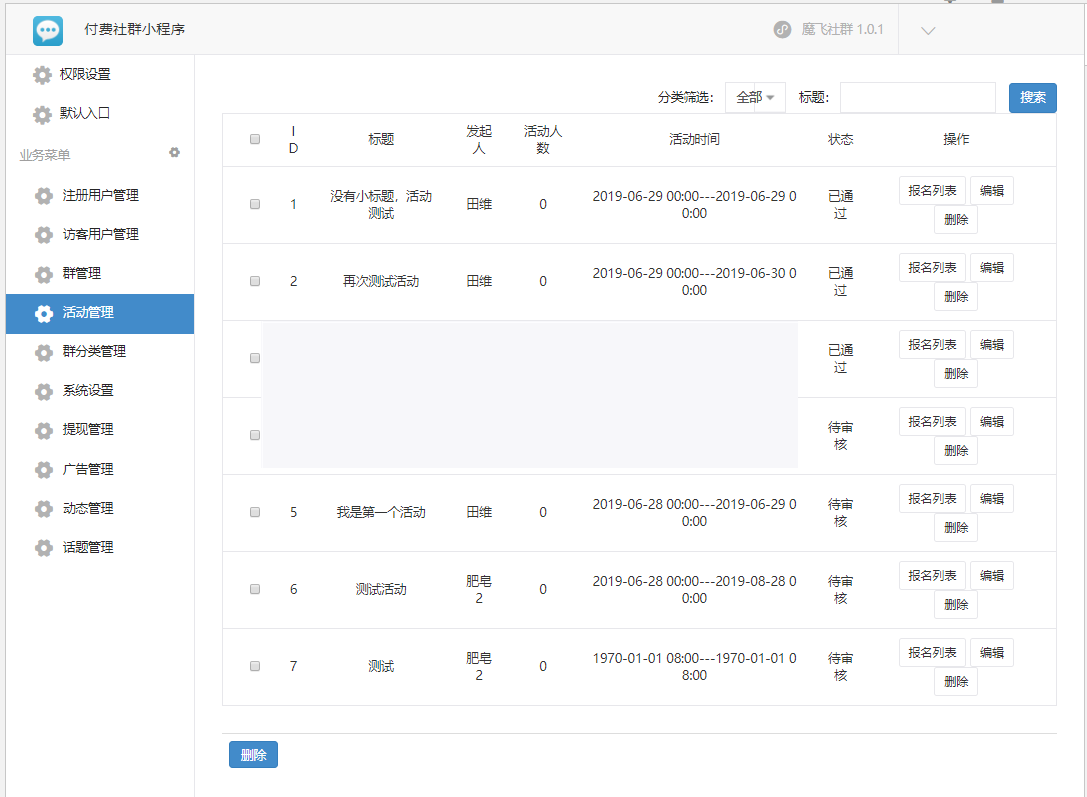 付费社群小程序
魔飞社群 1.0.1
权限设置
默认入口
业务菜单
注册用户管理
访客用户管理
群管理
活动管理
群分类管理
系统设置
提现管理
广告管理
动态管理
话题管理
分类筛选: 全部 标题: 搜索
I
D
标题
发起
人
活动人
数
活动时间
状态
操作
1
没有小标题，活动
测试
田维
0
2019-06-29 00:00---2019-06-29 0
0:00
已通
过
报名列表 编辑
删除
2
再次测试活动
田维
0
2019-06-29 00:00---2019-06-30 0
0:00
已通
过
报名列表 编辑
删除
已通
过
报名列表 编辑
删除
待审
核
报名列表 编辑
删除
5
我是第一个活动
田维
0
2019-06-28 00:00---2019-06-29 0
0:00
待审
核
报名列表 编辑
删除
6
测试活动
肥皂
2
0
2019-06-28 00:00---2019-08-28 0
0:00
待审
核
报名列表 编辑
删除
7
测试
肥皂
2
0
1970-01-01 08:00---1970-01-01 0
8:00
待审
核
报名列表 编辑
删除
删除